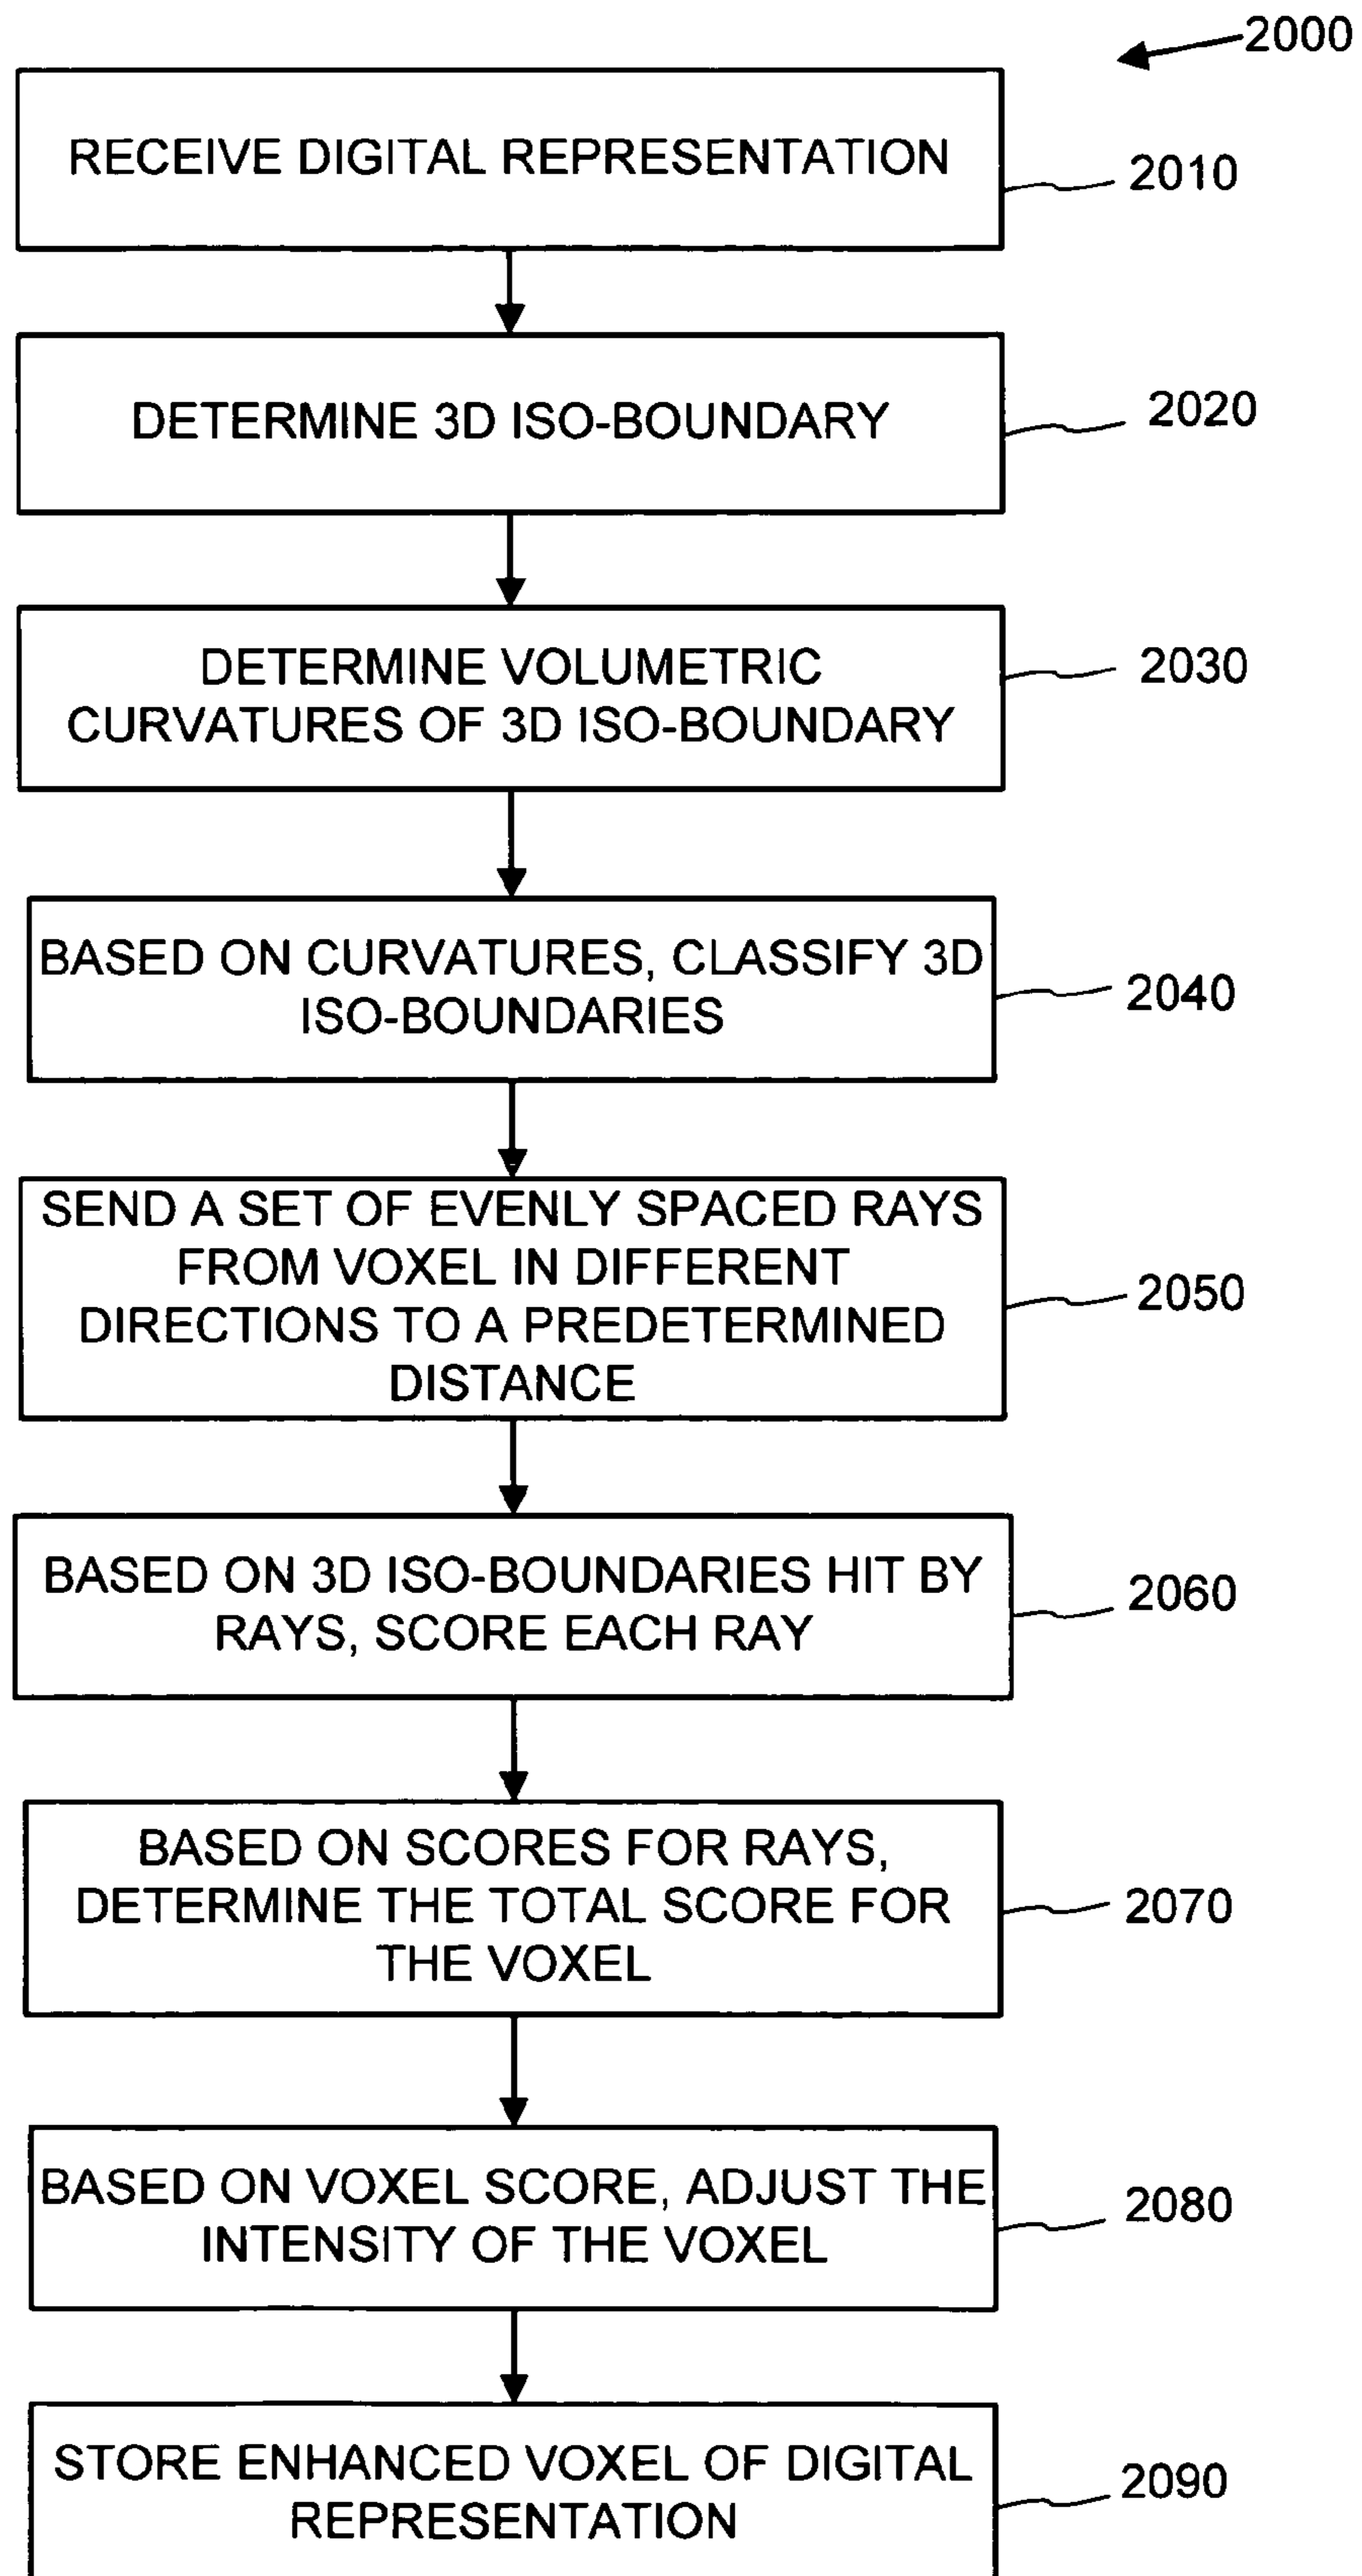 2000
RECEIVE DIGITAL REPRESENTATION
2010
DETERMINE 3D ISO-BOUNDARY
2020
DETERMINE VOLUMETRIC
CURVATURES OF 3D ISO-BOUNDARY
2030
BASED ON CURVATURES, CLASSIFY 3D
ISO-BOUNDARIES
2040
SEND A SET OF EVENLY SPACED RAYS
FROM VOXEL IN DIFFERENT
DIRECTIONS TO A PREDETERMINED
DISTANCE
2050
BASED ON 3D ISO-BOUNDARIES HIT BY
RAYS, SCORE EACH RAY
2060
BASED ON SCORES FOR RAYS,
DETERMINE THE TOTAL SCORE FOR
THE VOXEL
2070
BASED ON VOXEL SCORE, ADJUST THE
INTENSITY OF THE VOXEL
2080
STORE ENHANCED VOXEL OF DIGITAL
REPRESENTATION
2090